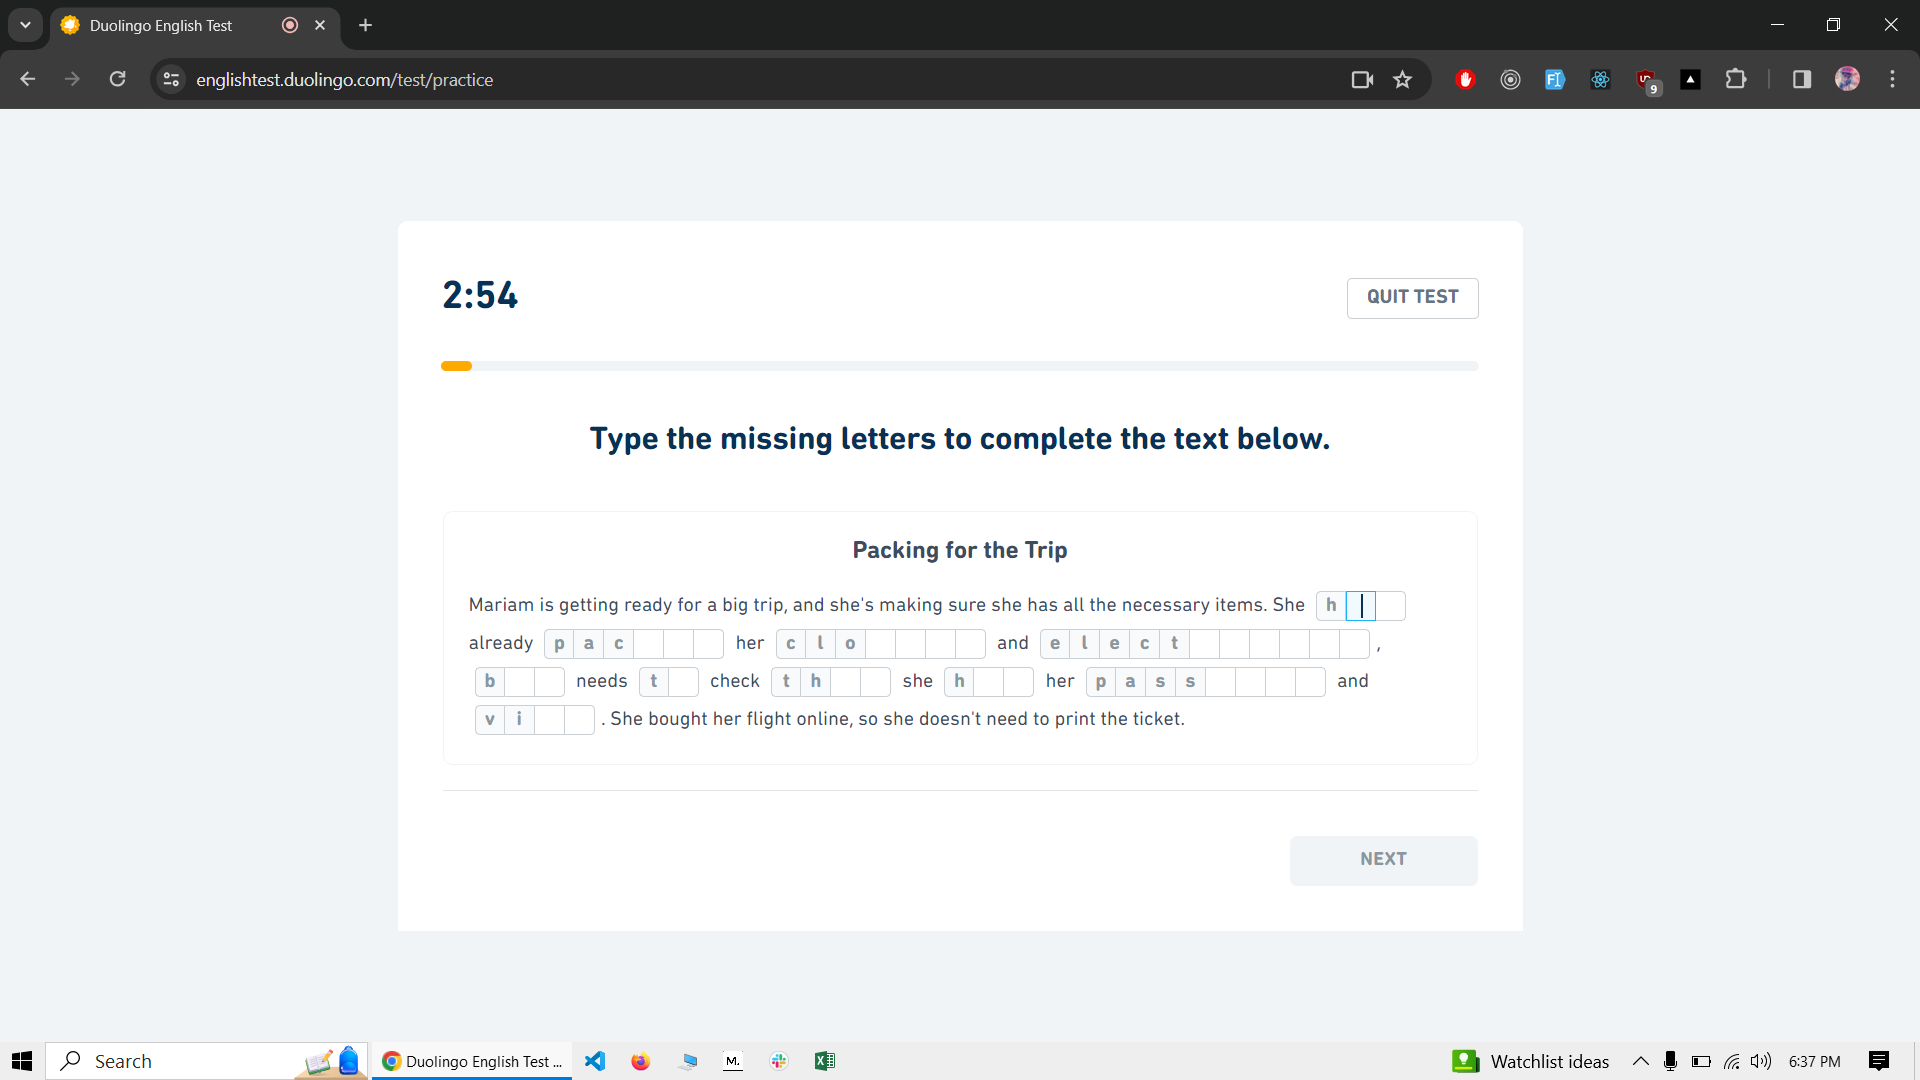 Duolingo English Test
englishtest.duolingo.com/test/practice
9
2:54
QUIT TEST
Type the missing letters to complete the text below.
Packing for the Trip
Mariam is getting ready for a big trip, and she's making sure she has all the necessary items. She h
already pac her clo and elect ,
b needs t check th she h her pass and
vi . She bought her flight online, so she doesn't need to print the ticket.
NEXT
Search
Duolingo English Test ...
M.
Watchlist ideas
6:37 PM